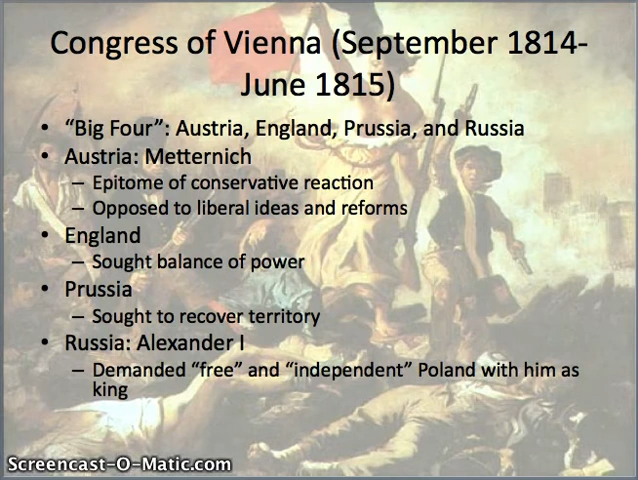 Congress of Vienna (September 1814-
June 1815)
• “Big Four”: Austria, England, Prussia, and Russia
• Austria: Metternich
– Epitome of conservative reaction
– Opposed to liberal ideas and reforms
• England
– Sought balance of power
• Prussia
– Sought to recover territory
• Russia: Alexander I
– Demanded “free” and “independent” Poland with him as
king
Screencast-O-Matic.com